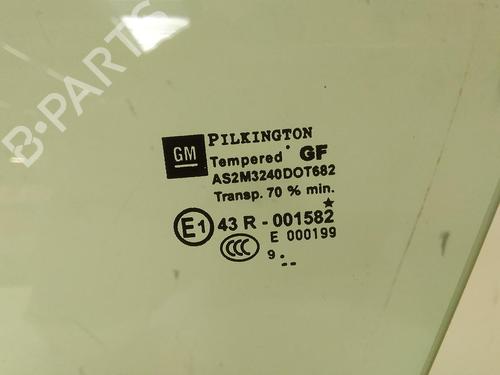 B-PARTS
GM PILKINGTON
Tempered GF
AS2M3240DOT682
Transp. 70 % min.
E1 43 R - 001582
CCC E 000199
9.